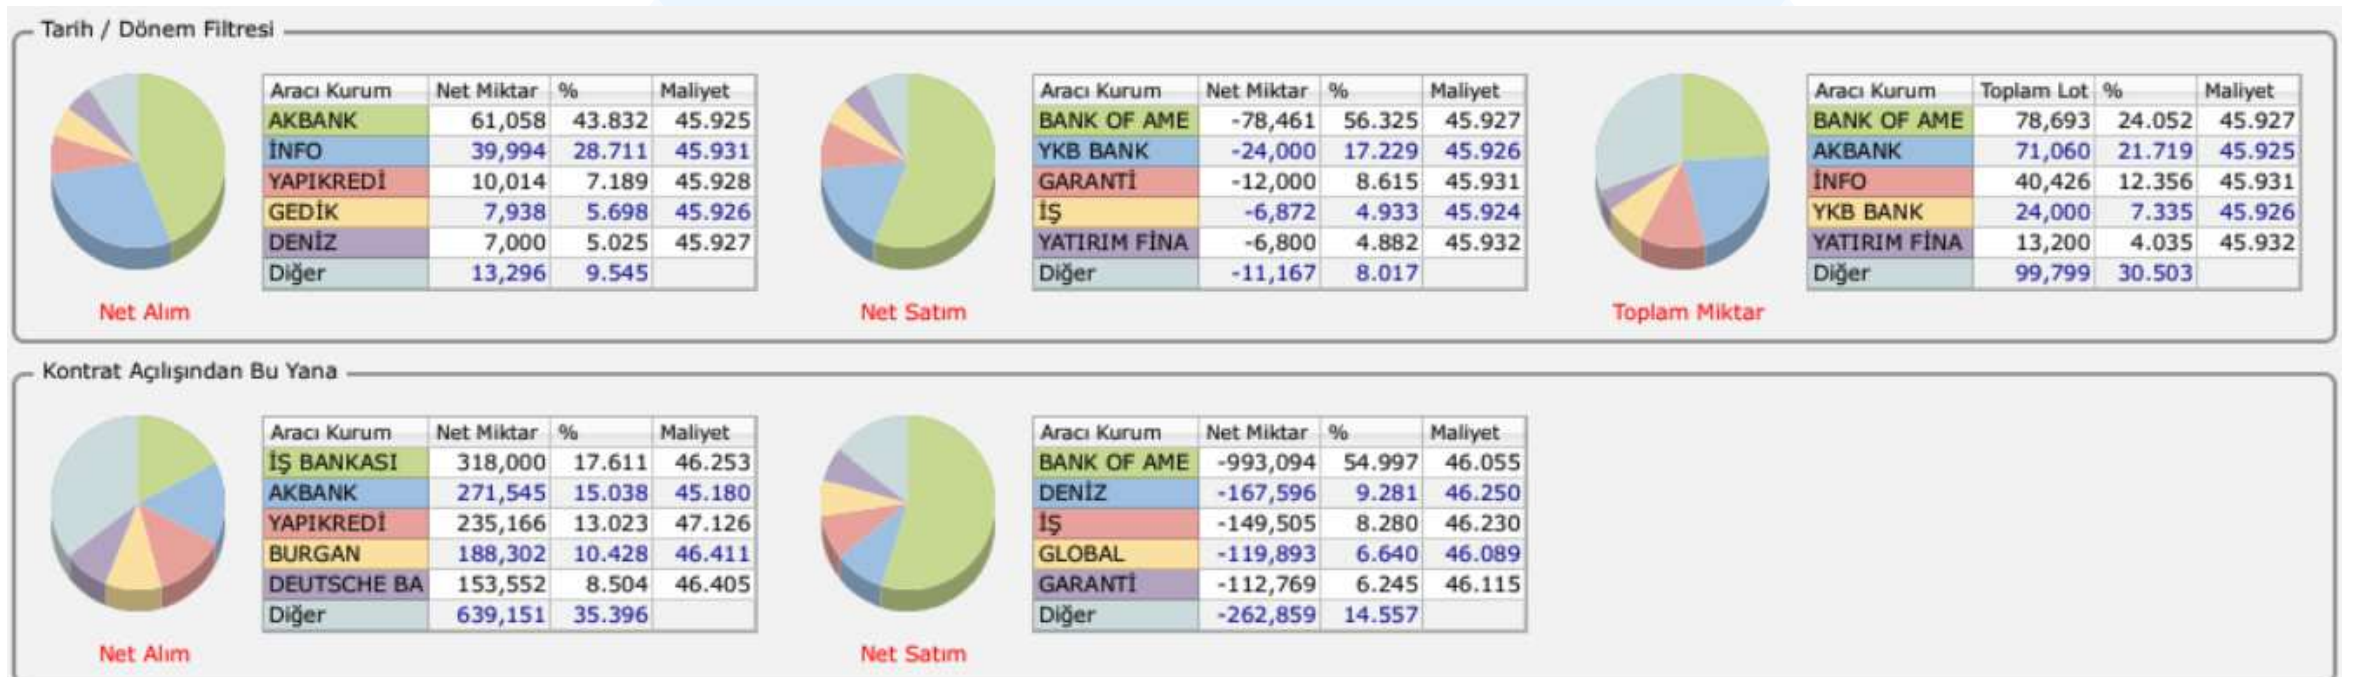 Tarih / Dönem Filtresi
Aracı Kurum Net Miktar % Maliyet
AKBANK 61,058 43.832 45.925
İNFO 39,994 28.711 45.931
YAPIKREDİ 10,014 7.189 45.928
GEDİK 7,938 5.698 45.926
DENİZ 7,000 5.025 45.927
Diğer 13,296 9.545
Net Alım
Aracı Kurum Net Miktar % Maliyet
BANK OF AME -78,461 56.325 45.927
YKB BANK -24,000 17.229 45.926
GARANTİ -12,000 8.615 45.931
İŞ -6,872 4.933 45.924
YATIRIM FİNA -6,800 4.882 45.932
Diğer -11,167 8.017
Net Satım
Aracı Kurum Toplam Lot % Maliyet
BANK OF AME 78,693 24.052 45.927
AKBANK 71,060 21.719 45.925
İNFO 40,426 12.356 45.931
YKB BANK 24,000 7.335 45.926
YATIRIM FİNA 13,200 4.035 45.932
Diğer 99,799 30.503
Toplam Miktar
Kontrat Açılışından Bu Yana
Aracı Kurum Net Miktar % Maliyet
İŞ BANKASI 318,000 17.611 46.253
AKBANK 271,545 15.038 45.180
YAPIKREDİ 235,166 13.023 47.126
BURGAN 188,302 10.428 46.411
DEUTSCHE BA 153,552 8.504 46.405
Diğer 639,151 35.396
Net Alım
Aracı Kurum Net Miktar % Maliyet
BANK OF AME -993,094 54.997 46.055
DENİZ -167,596 9.281 46.250
İŞ -149,505 8.280 46.230
GLOBAL -119,893 6.640 46.089
GARANTİ -112,769 6.245 46.115
Diğer -262,859 14.557
Net Satım